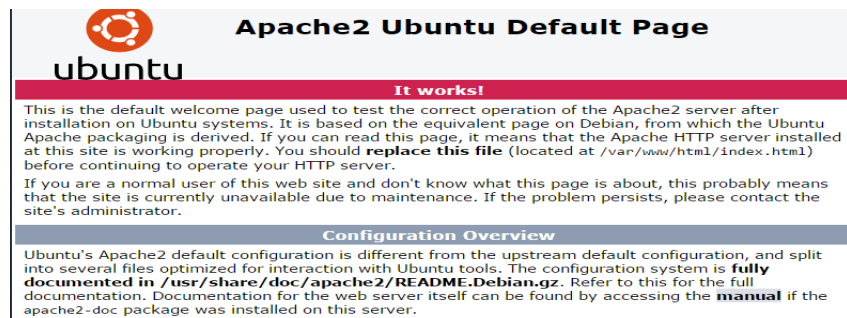 Apache2 Ubuntu Default Page
ubuntu
It works!
This is the default welcome page used to test the correct operation of the Apache2 server after
installation on Ubuntu systems. It is based on the equivalent page on Debian, from which the Ubuntu
Apache packaging is derived. If you can read this page, it means that the Apache HTTP server installed
at this site is working properly. You should replace this file (located at /var/www/html/index.html)
before continuing to operate your HTTP server.
If you are a normal user of this web site and don't know what this page is about, this probably means
that the site is currently unavailable due to maintenance. If the problem persists, please contact the
site's administrator.
Configuration Overview
Ubuntu's Apache2 default configuration is different from the upstream default configuration, and split
into several files optimized for interaction with Ubuntu tools. The configuration system is fully
documented in /usr/share/doc/apache2/README.Debian.gz. Refer to this for the full
documentation. Documentation for the web server itself can be found by accessing the manual if the
apache2-doc package was installed on this server.